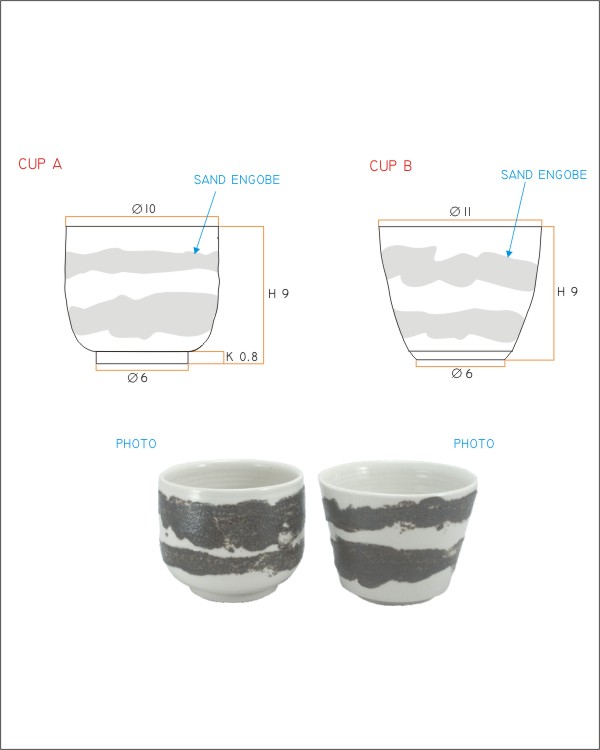 CUP A
CUP B
SAND ENGOBE
SAND ENGOBE
Ø10
Ø11
H 9
H 9
K 0.8
Ø6
Ø6
PHOTO
PHOTO